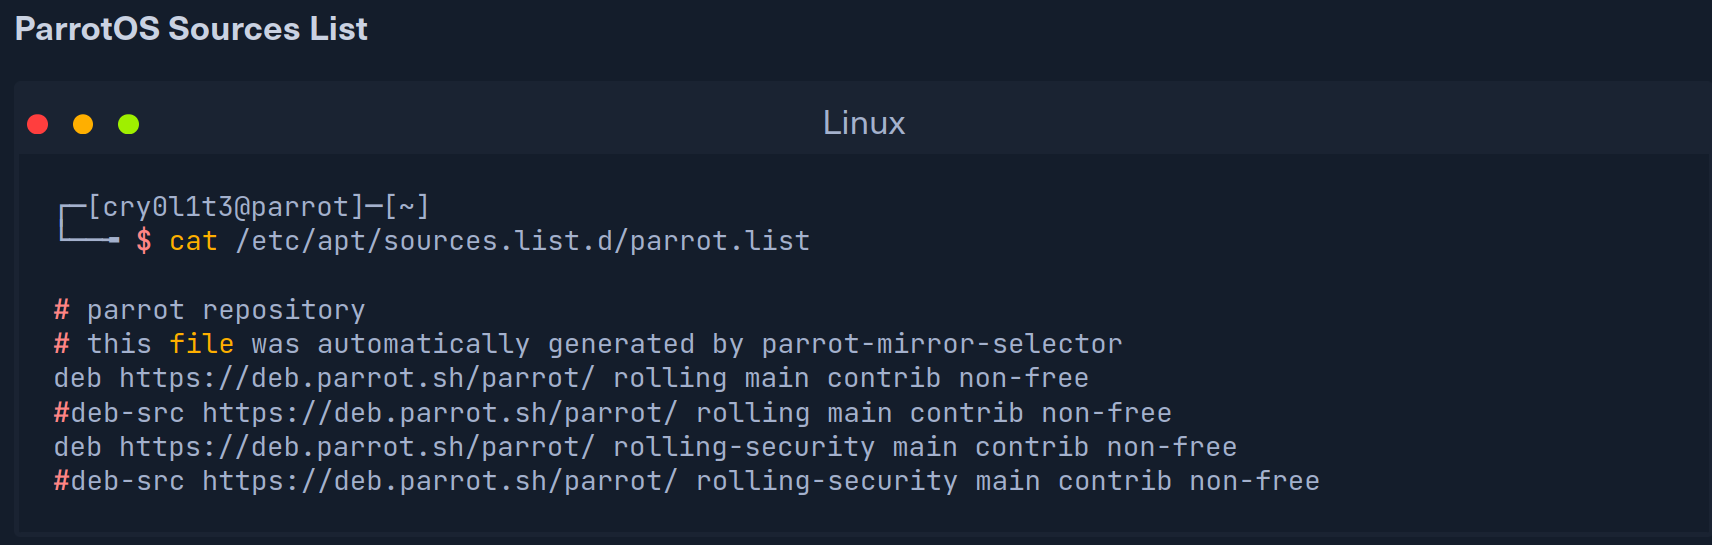 ParrotOS Sources List
Linux
┌─[cry0l1t3@parrot]─[~]
└──╼ $ cat /etc/apt/sources.list.d/parrot.list
# parrot repository
# this file was automatically generated by parrot-mirror-selector
deb https://deb.parrot.sh/parrot/ rolling main contrib non-free
#deb-src https://deb.parrot.sh/parrot/ rolling main contrib non-free
deb https://deb.parrot.sh/parrot/ rolling-security main contrib non-free
#deb-src https://deb.parrot.sh/parrot/ rolling-security main contrib non-free